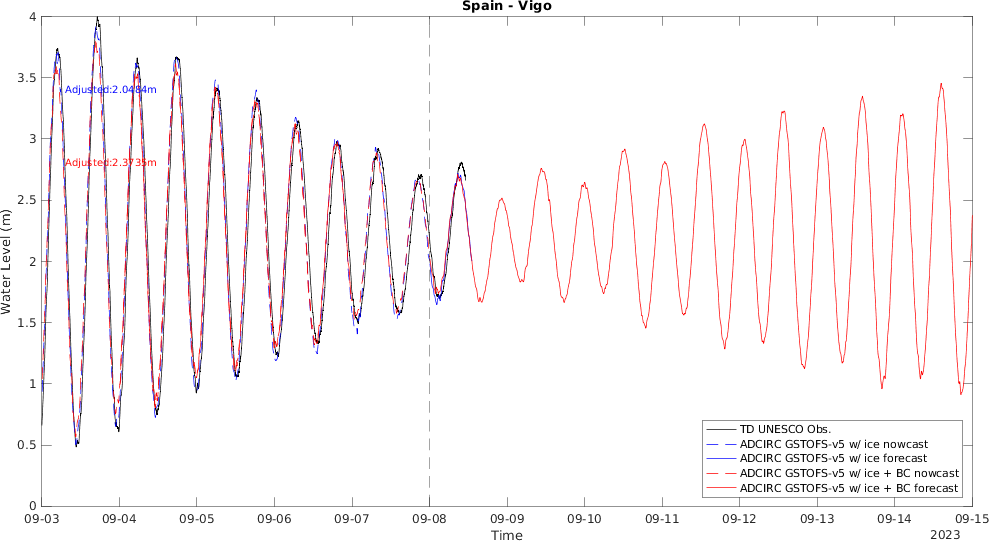 Spain - Vigo
4
3.5
Adjusted:2.0484m
3
Adjusted:2.3735m
2.5
Water Level (m)
2
1.5
1
0.5
0
TD UNESCO Obs.
ADCIRC GSTOFS-v5 w/ ice nowcast
ADCIRC GSTOFS-v5 w/ ice forecast
ADCIRC GSTOFS-v5 w/ ice + BC nowcast
ADCIRC GSTOFS-v5 w/ ice + BC forecast
09-03 09-04 09-05 09-06 09-07 09-08 09-09 09-10 09-11 09-12 09-13 09-14 09-15
Time
2023